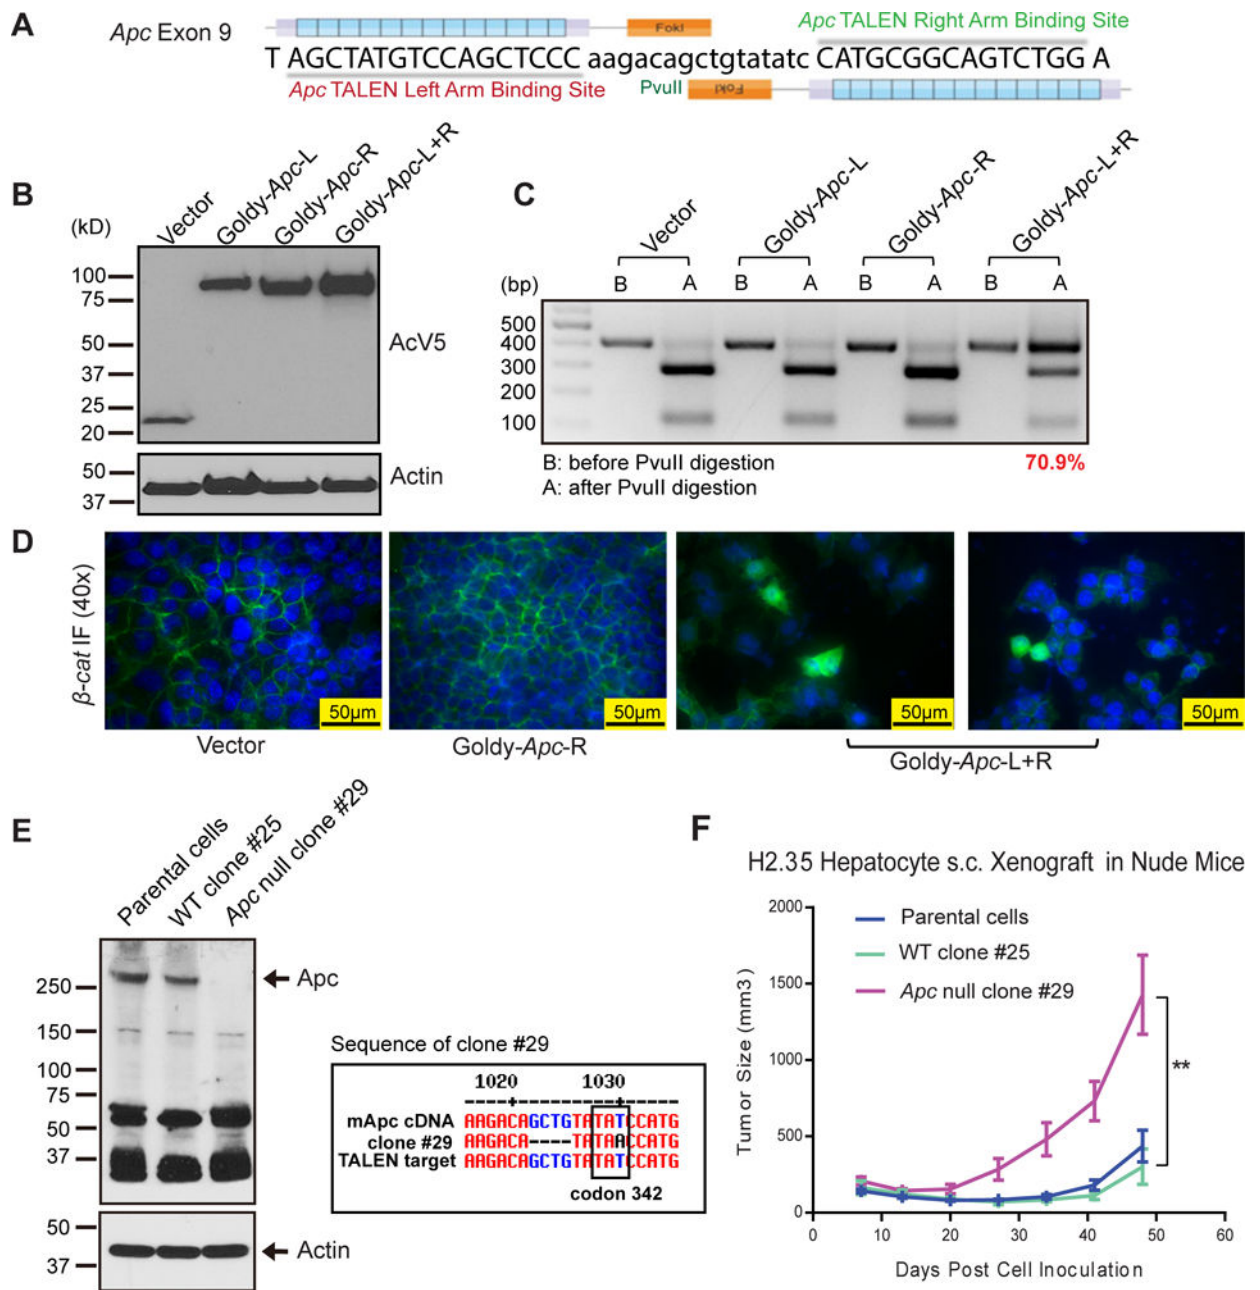 A
Apc Exon 9
FokI
Apc TALEN Right Arm Binding Site
T AGCTATGTCCAGCTCCC aagacagctgtatatc CATGCGGCAGTCTGG A
Apc TALEN Left Arm Binding Site
PvuII
FokI
B
(kD)
Vector
Goldy-Apc-L
Goldy-Apc-R
Goldy-Apc-L+R
100
75
50
37
25
20
AcV5
50
37
Actin
C
Vector
Goldy-Apc-L
Goldy-Apc-R
Goldy-Apc-L+R
(bp)
B A B A B A B A
500
400
300
200
100
B: before PvuII digestion
70.9%
A: after PvuII digestion
D
β-cat IF (40x)
50µm
50µm
50µm
50µm
Vector
Goldy-Apc-R
Goldy-Apc-L+R
E
Parental cells
WT clone #25
Apc null clone #29
250
150
100
75
50
37
Apc
50
37
Actin
Sequence of clone #29
1020 1030
mApc cDNA AAGACAGCTGTATATCCATG
clone #29 AAGACA----TATAACCATG
TALEN target AAGACAGCTGTATATCCATG
codon 342
F
H2.35 Hepatocyte s.c. Xenograft in Nude Mice
Parental cells
WT clone #25
Apc null clone #29
Tumor Size (mm3)
2000
1500
1000
500
0
**
0 10 20 30 40 50 60
Days Post Cell Inoculation